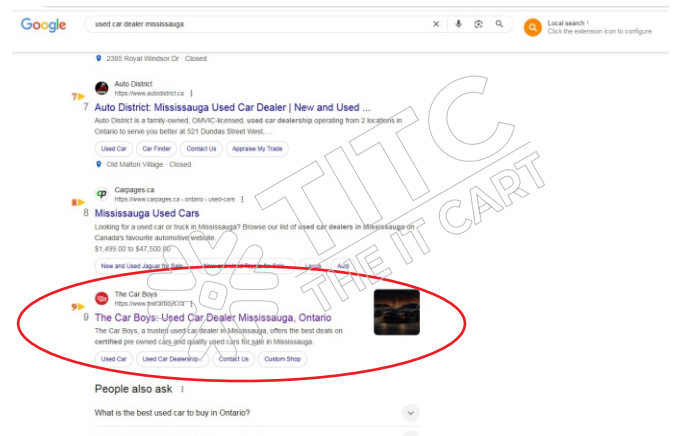 Google
used car dealer mississauga
Local search
Click the extension icon to configure
2385 Royal Windsor Dr · Closed
Auto District
https://www.autodistrict.ca
7
7
Auto District: Mississauga Used Car Dealer | New and Used ...
Auto District is a family-owned, OMVIC-licensed, used car dealership operating from 2 locations in
Ontario to serve you better at 521 Dundas Street West, ...
Used Car
Car Finder
Contact Us
Appraise My Trade
Old Malton Village · Closed
Carpages.ca
https://www.carpages.ca › ontario › used-cars
8
8
Mississauga Used Cars
Looking for a used car or truck in Mississauga? Browse our list of used car dealers in Mississauga on
Canada's favourite automotive website.
$1,499.00 to $47,500.00
New and Used Jaguar for Sale
Lexus
Audi
The Car Boys
https://www.thecarboys.ca
9
9
The Car Boys: Used Car Dealer Mississauga, Ontario
The Car Boys, a trusted used car dealer in Mississauga, offers the best deals on
certified pre owned cars and quality used cars for sale in Mississauga.
Used Car
Used Car Dealership...
Contact Us
Custom Shop
People also ask
What is the best used car to buy in Ontario?
TITC
THE IT CART